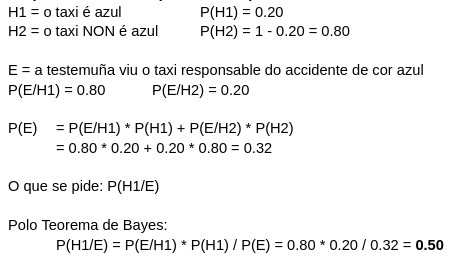 H1 = o taxi é azul P(H1) = 0.20
H2 = o taxi NON é azul P(H2) = 1 - 0.20 = 0.80
E = a testemuña viu o taxi responsable do accidente de cor azul
P(E/H1) = 0.80 P(E/H2) = 0.20
P(E) = P(E/H1) * P(H1) + P(E/H2) * P(H2)
= 0.80 * 0.20 + 0.20 * 0.80 = 0.32
O que se pide: P(H1/E)
Polo Teorema de Bayes:
P(H1/E) = P(E/H1) * P(H1) / P(E) = 0.80 * 0.20 / 0.32 = 0.50